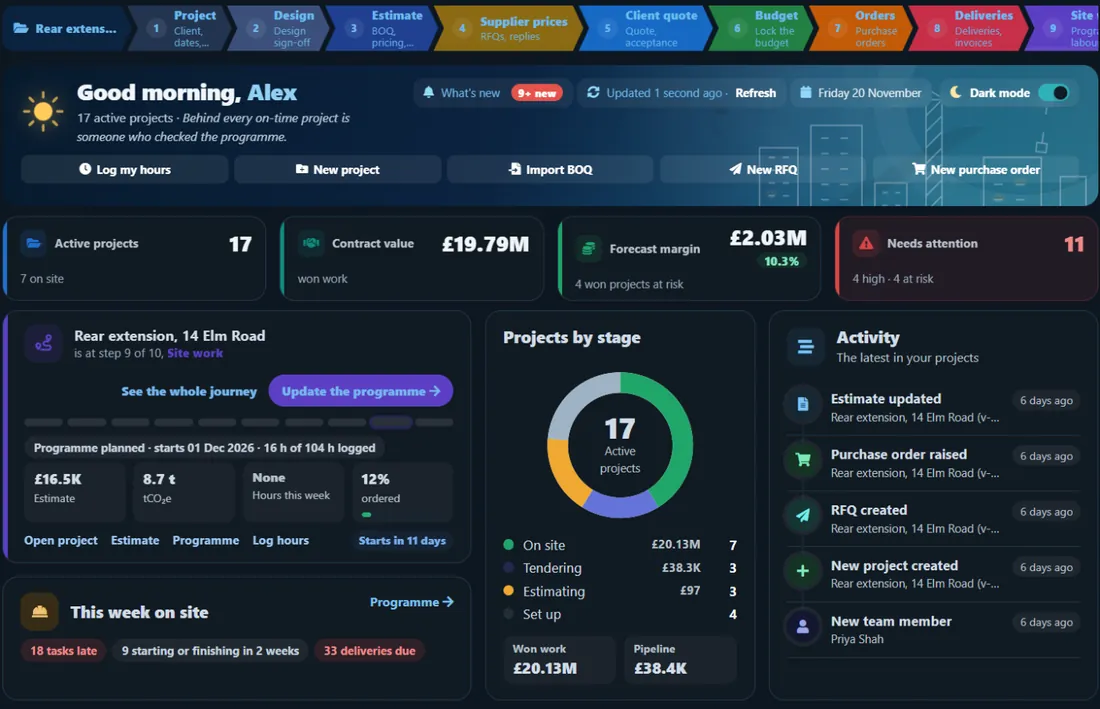 Rear extens...
1
Project
Client,
dates,...
2
Design
Design
sign-off
3
Estimate
BOQ,
pricing,...
4
Supplier prices
RFQs, replies
5
Client quote
Quote,
acceptance
6
Budget
Lock the
budget
7
Orders
Purchase
orders
8
Deliveries
Deliveries,
invoices
9
Site
Progra
labou
Good morning, Alex
17 active projects · Behind every on-time project is
someone who checked the programme.
What's new 9+ new
Updated 1 second ago · Refresh
Friday 20 November
Dark mode
Log my hours
New project
Import BOQ
New RFQ
New purchase order
Active projects 17
7 on site
Contract value £19.79M
won work
Forecast margin £2.03M
10.3%
4 won projects at risk
Needs attention 11
4 high · 4 at risk
Rear extension, 14 Elm Road
is at step 9 of 10, Site work
See the whole journey
Update the programme →
Programme planned · starts 01 Dec 2026 · 16 h of 104 h logged
£16.5K
Estimate
8.7 t
tCO₂e
None
Hours this week
12%
ordered
Open project
Estimate
Programme
Log hours
Starts in 11 days
This week on site
Programme →
18 tasks late
9 starting or finishing in 2 weeks
33 deliveries due
Projects by stage
17
Active
projects
On site £20.13M 7
Tendering £38.3K 3
Estimating £97 3
Set up 4
Won work
£20.13M
Pipeline
£38.4K
Activity
The latest in your projects
Estimate updated
Rear extension, 14 Elm Road (v-...
6 days ago
Purchase order raised
Rear extension, 14 Elm Road (v-...
6 days ago
RFQ created
Rear extension, 14 Elm Road (v-...
6 days ago
New project created
Rear extension, 14 Elm Road (v-...
6 days ago
New team member
Priya Shah
6 days ago